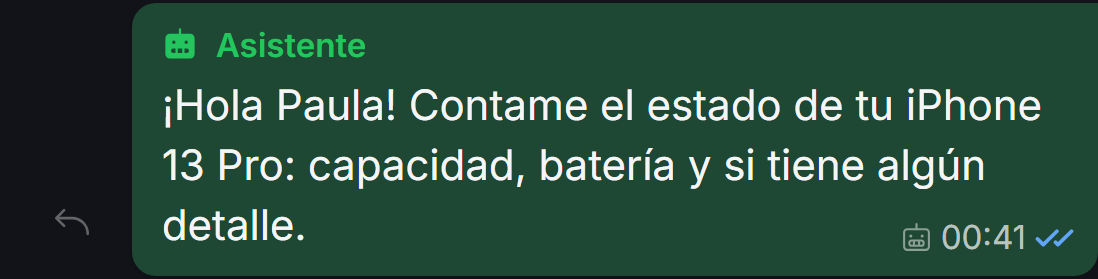 Asistente
¡Hola Paula! Contame el estado de tu iPhone
13 Pro: capacidad, batería y si tiene algún
detalle.
00:41